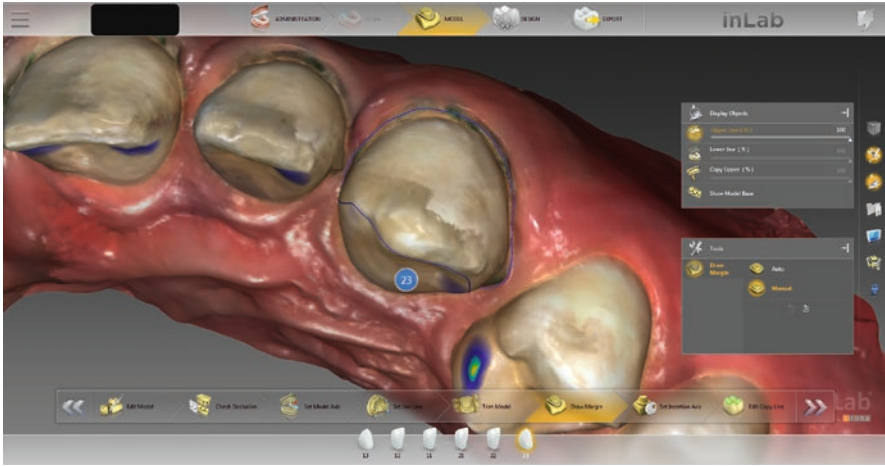 ADMINISTRATION
MODEL
DESIGN
EXPORT
inLab
Display Objects
100
Lower Jaw (%)
Copy Upper (%)
Show Model Base
Tools
Draw
Margin
Auto
Manual
23
Edit Model
Check Occlusion
Set Model Axis
Trim Model
Draw Margin
Set Insertion Axis
Edit Copy Line
Lab
13
12
11
21
22
23